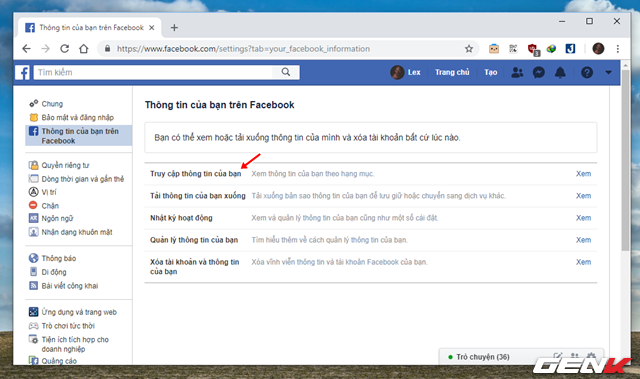 Thông tin của bạn trên Facebook
https://www.facebook.com/settings?tab=your_facebook_information
3
Tìm kiếm
Lex Trang chủ Tạo
Chung
Bảo mật và đăng nhập
Thông tin của bạn trên
Facebook
Quyền riêng tư
Dòng thời gian và gắn thẻ
Vị trí
Chặn
Ngôn ngữ
Nhận dạng khuôn mặt
Thông báo
Di động
Bài viết công khai
Ứng dụng và trang web
Trò chơi tức thời
Tiện ích tích hợp cho
doanh nghiệp
Quảng cáo
Thông tin của bạn trên Facebook
Bạn có thể xem hoặc tải xuống thông tin của mình và xóa tài khoản bất cứ lúc nào.
Truy cập thông tin của bạn Xem thông tin của bạn theo hạng mục. Xem
Tải thông tin của bạn xuống Tải xuống bản sao thông tin của bạn để lưu giữ hoặc chuyển sang dịch vụ khác. Xem
Nhật ký hoạt động Xem và quản lý thông tin của bạn cũng như một số cài đặt. Xem
Quản lý thông tin của bạn Tìm hiểu thêm về cách quản lý thông tin của bạn. Xem
Xóa tài khoản và thông tin
của bạn Xóa vĩnh viễn thông tin và tài khoản Facebook của bạn. Xem
Trò chuyện (36)
GENK